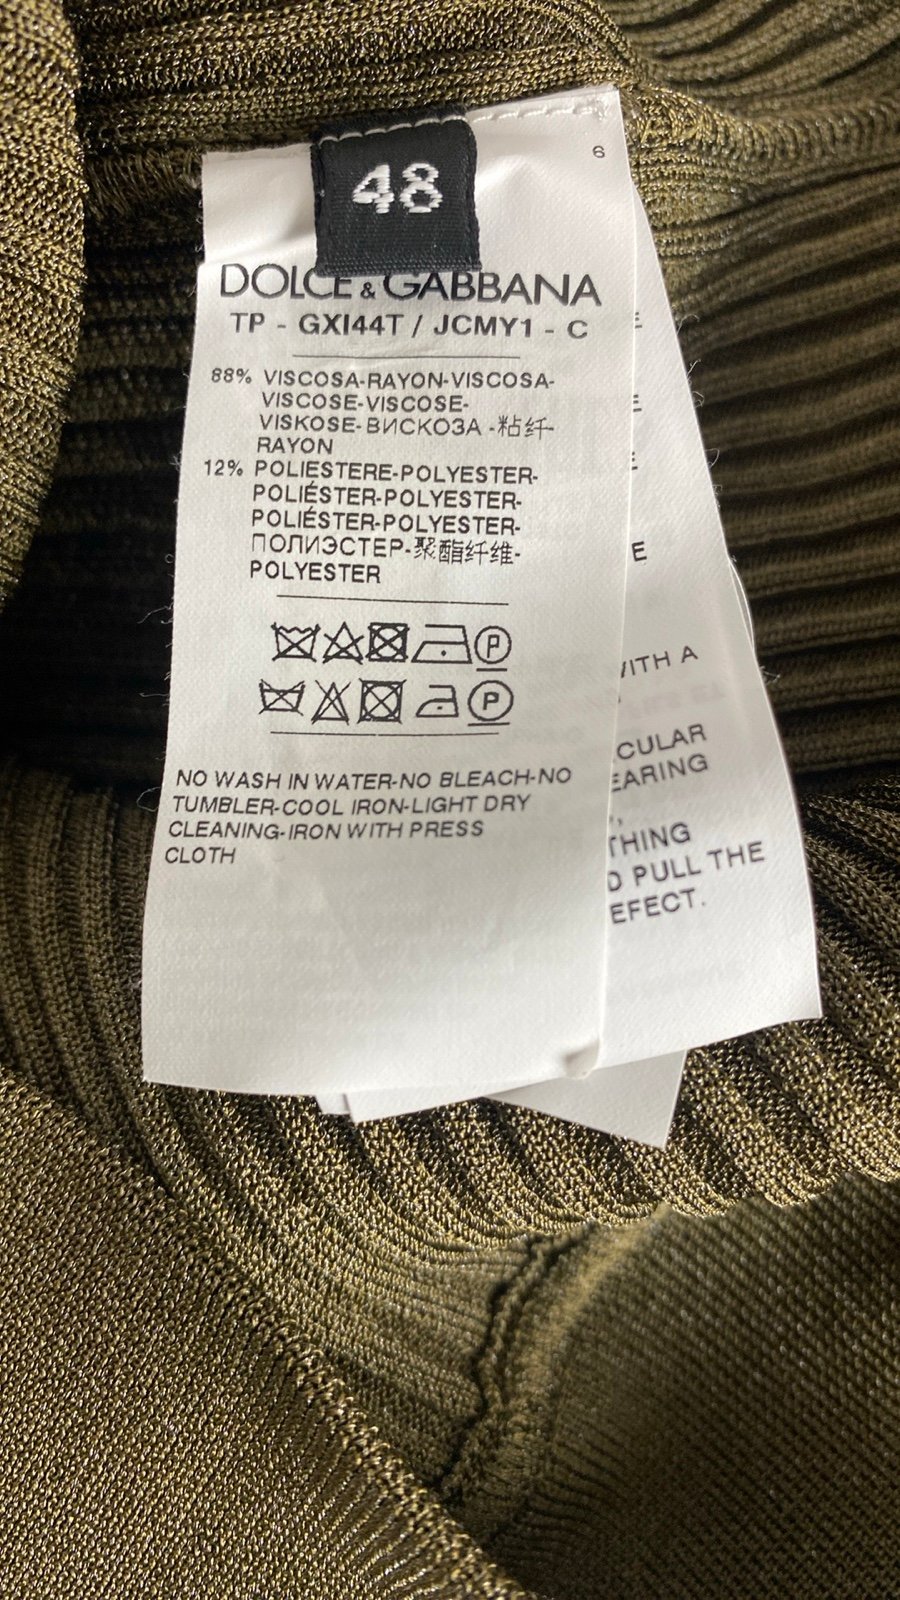 6
48
DOLCE & GABBANA
TP - GXI44T / JCMY1 - C
88% VISCOSA-RAYON-VISCOSA-
VISCOSE-VISCOSE-
VISKOSE-ВИСКОЗА-粘纤-
RAYON
12% POLIESTERE-POLYESTER-
POLIÉSTER-POLYESTER-
POLIÉSTER-POLYESTER-
ПОЛИЭСТЕР-聚酯纤维-
POLYESTER
P
P
NO WASH IN WATER-NO BLEACH-NO
TUMBLER-COOL IRON-LIGHT DRY
CLEANING-IRON WITH PRESS
CLOTH
E
E
E
E
WITH A
CULAR
EARING
THING
D PULL THE
EFECT.